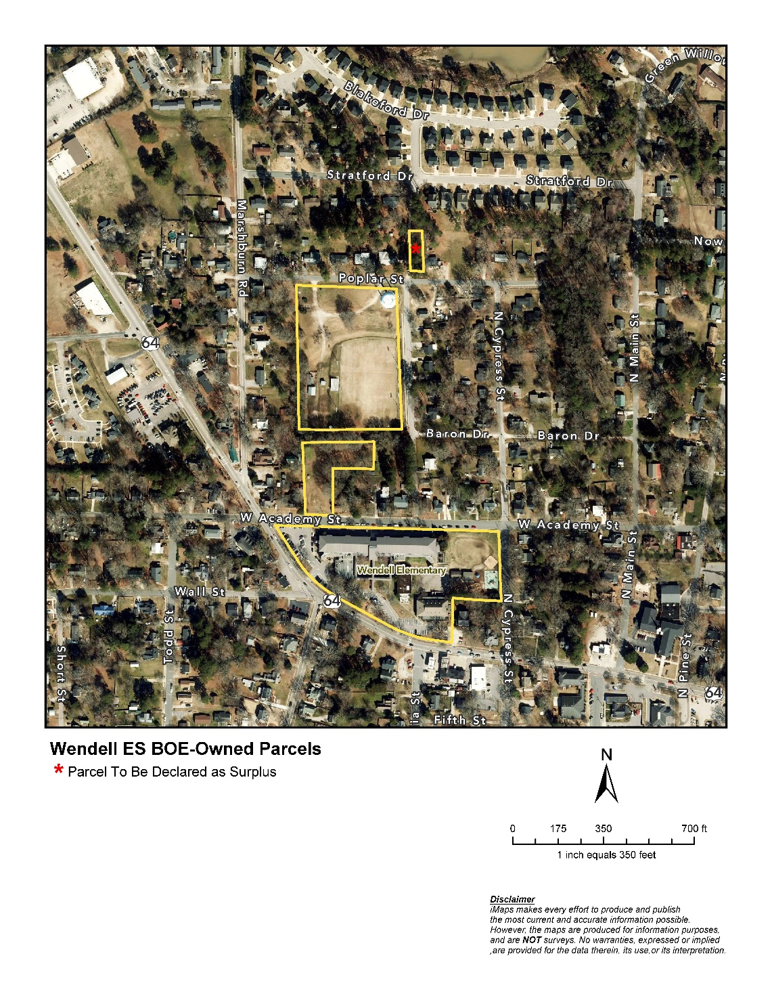 Green Willow
Blakeford Dr
Stratford Dr
Stratford Dr
Marshburn Rd
Now
Poplar St
64
N Cypress St
N Main St
Baron Dr
Baron Dr
W Academy St
W Academy St
N Main St
Wendell Elementary
Wall St
64
N Cypress St
Todd St
Short St
N Pine St
64
ia St
Fifth St
Wendell ES BOE-Owned Parcels
* Parcel To Be Declared as Surplus
N
0 175 350 700 ft
1 inch equals 350 feet
Disclaimer
iMaps makes every effort to produce and publish
the most current and accurate information possible.
However, the maps are produced for information purposes,
and are NOT surveys. No warranties, expressed or implied
,are provided for the data therein, its use,or its interpretation.